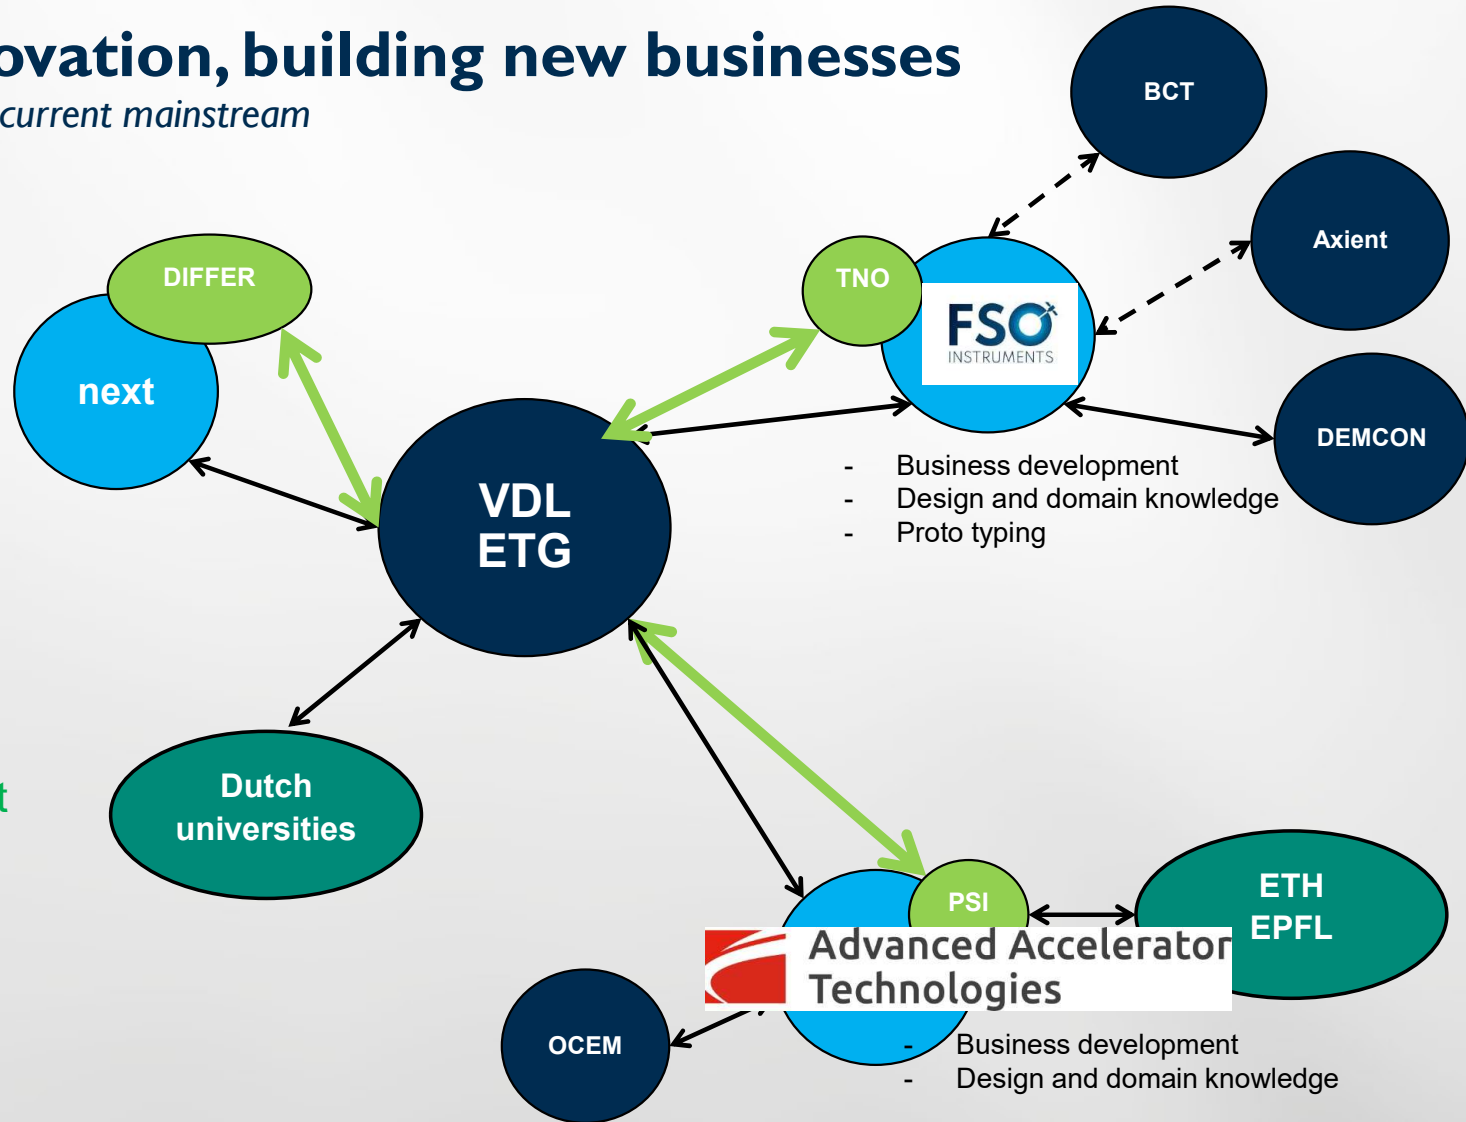 ovation, building new businesses
current mainstream
BCT
Axient
DIFFER
TNO
FSO
INSTRUMENTS
next
DEMCON
VDL
ETG
- Business development
- Design and domain knowledge
- Proto typing
Dutch
universities
t
PSI
ETH
EPFL
Advanced Accelerator
Technologies
OCEM
- Business development
- Design and domain knowledge